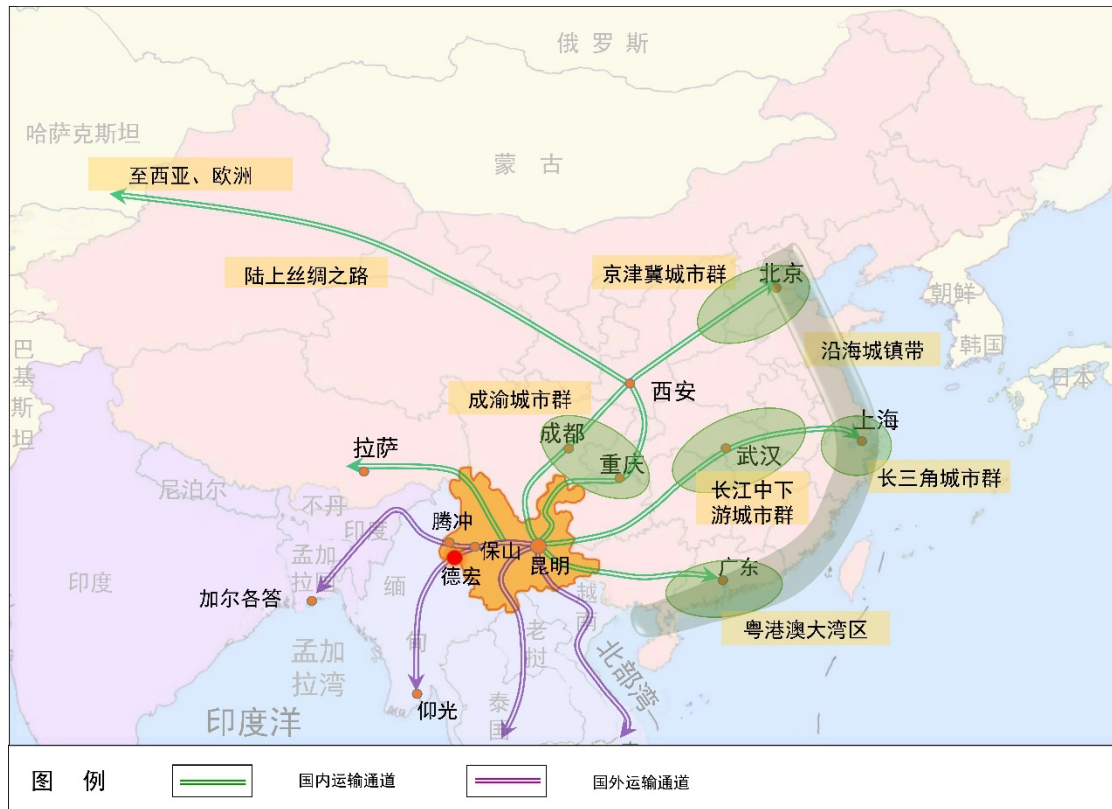 俄罗斯
哈萨克斯坦
蒙 古
至西亚、欧洲
陆上丝绸之路
京津冀城市群
北京
朝鲜
沿海城镇带
韩国
日本
巴基斯坦
西安
成渝城市群
成都
重庆
上海
武汉
长三角城市群
长江中下
游城市群
拉萨
尼泊尔
不丹
印度
腾冲
保山
昆明
德宏
孟加
拉国
印度
缅甸
加尔各答
广东
粤港澳大湾区
越南
老挝
北部湾
孟加
拉湾
泰国
仰光
印度洋
图 例
国内运输通道
国外运输通道